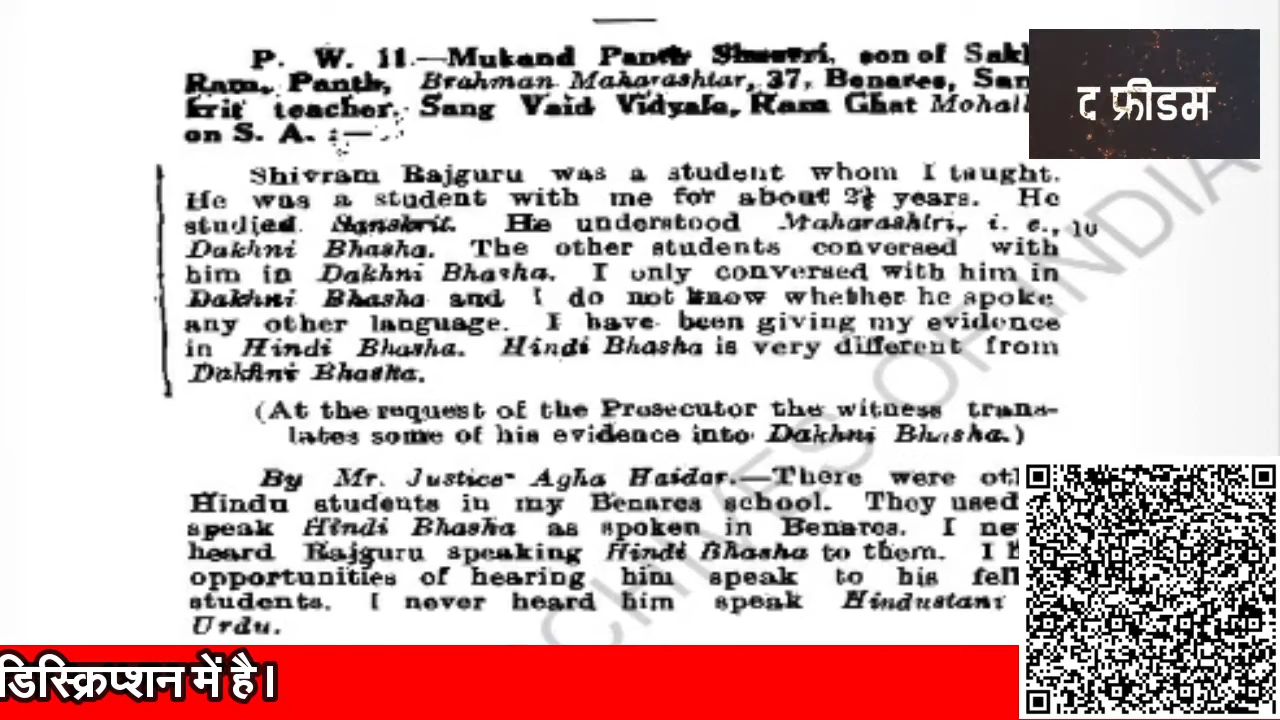 P. W. 11.—Mukand Panth Shastri, son of Sakh
Ram, Panth, Brahman Maharashtar, 37, Benares, San
krit teacher, Sang Vaid Vidyala, Ram Ghat Mohall
on S. A. :—
द फ्रीडम
Shivram Rajguru was a student whom I taught.
He was a student with me for about 2½ years. He
studied Sanskrit. He understood Maharashtri, i. e., 10
Dakhni Bhasha. The other students conversed with
him in Dakhni Bhasha. I only conversed with him in
Dakhni Bhasha and I do not know whether he spoke
any other language. I have been giving my evidence
in Hindi Bhasha. Hindi Bhasha is very different from
Dakhni Bhasha.
(At the request of the Prosecutor the witness trans-
lates some of his evidence into Dakhni Bhasha.)
By Mr. Justice Agha Haidar.—There were oth
Hindu students in my Benares school. They used
speak Hindi Bhasha as spoken in Benares. I ne
heard Rajguru speaking Hindi Bhasha to them. I h
opportunities of hearing him speak to his fell
students. I never heard him speak Hindustani
Urdu.
CHIVES OF INDIA
डिस्क्रिप्शन में है।